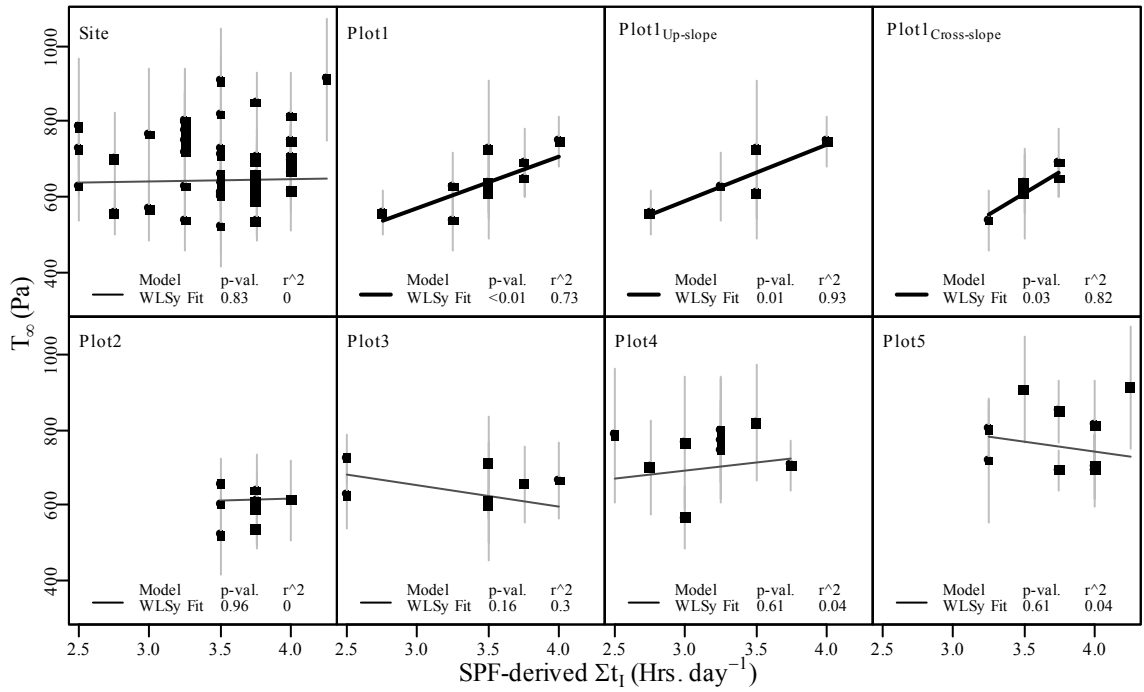 Site
Plot1
Plot1Up-slope
Plot1Cross-slope
1000
800
600
400
Model p-val. r^2
WLSy Fit 0.83 0
Model p-val. r^2
WLSy Fit <0.01 0.73
Model p-val. r^2
WLSy Fit 0.01 0.93
Model p-val. r^2
WLSy Fit 0.03 0.82
T∞ (Pa)
Plot2
Plot3
Plot4
Plot5
1000
800
600
400
Model p-val. r^2
WLSy Fit 0.96 0
Model p-val. r^2
WLSy Fit 0.16 0.3
Model p-val. r^2
WLSy Fit 0.61 0.04
Model p-val. r^2
WLSy Fit 0.61 0.04
2.5 3.0 3.5 4.0 2.5 3.0 3.5 4.0 2.5 3.0 3.5 4.0 2.5 3.0 3.5 4.0
SPF-derived ΣtI (Hrs. day⁻¹)